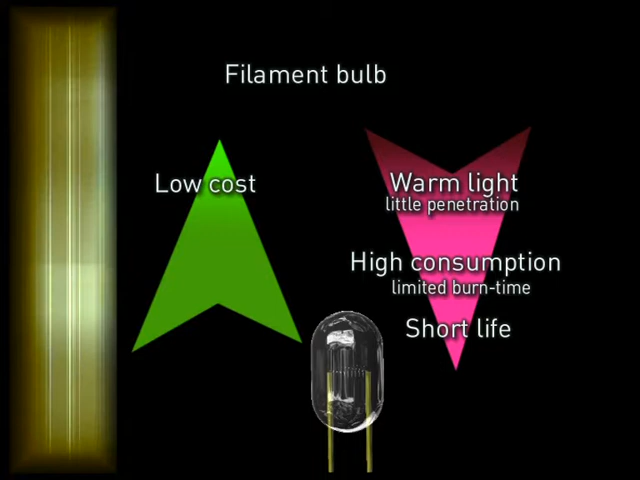 Filament bulb
Low cost
Warm light
little penetration
High consumption
limited burn-time
Short life